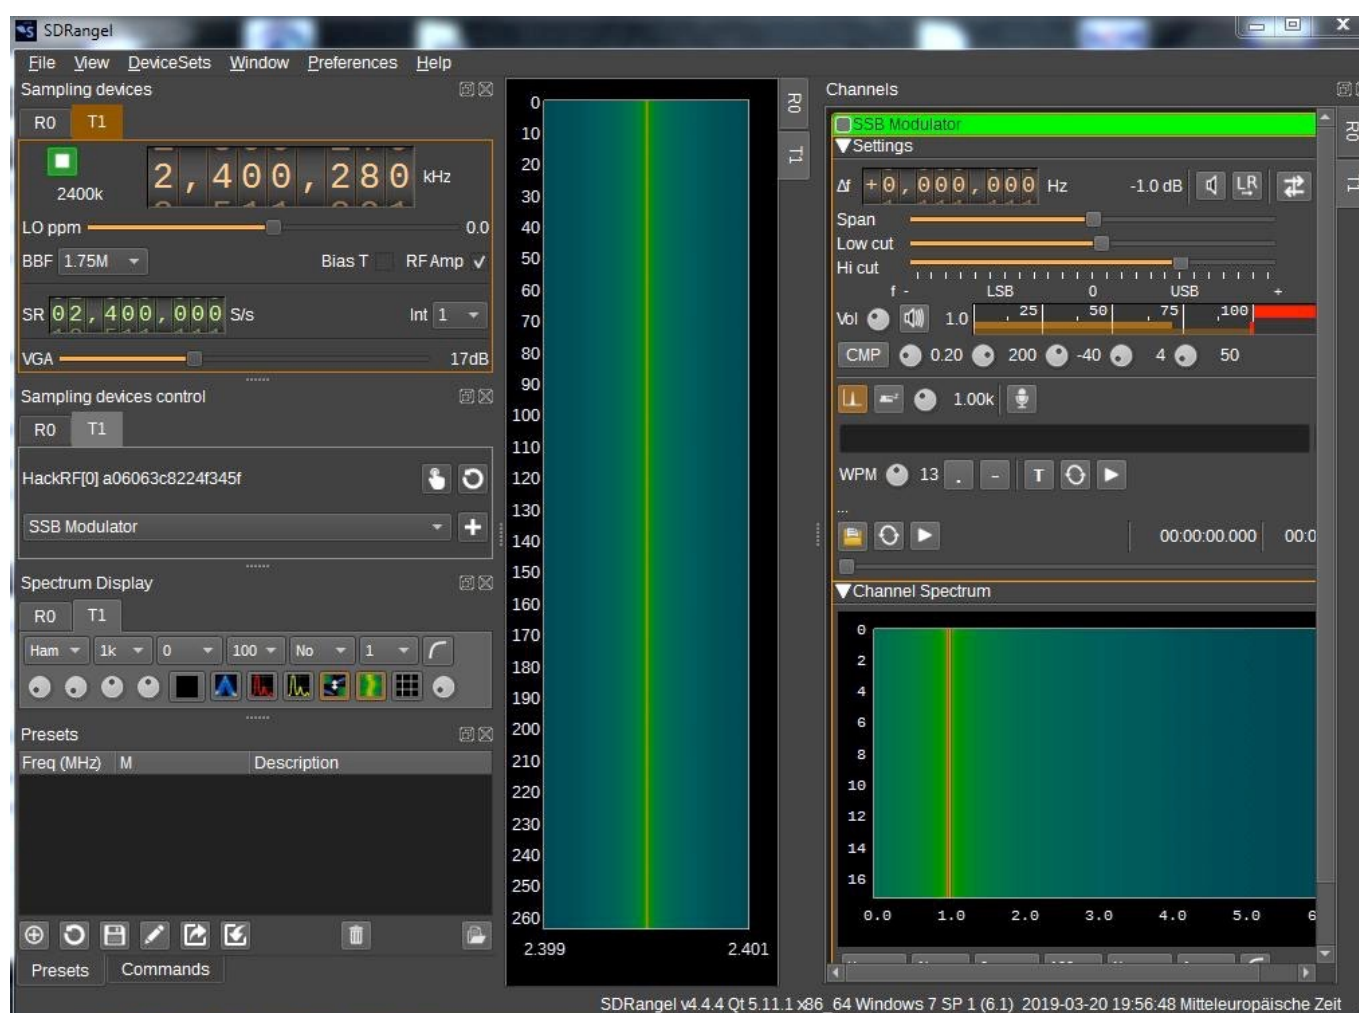 SDRangel
File View DeviceSets Window Preferences Help
Sampling devices
R0 T1
2400k
2,400,280 kHz
LO ppm 0.0
BBF 1.75M Bias T RF Amp
SR 02,400,000 S/s Int 1
VGA 17dB
Sampling devices control
R0 T1
HackRF[0] a06063c8224f345f
SSB Modulator
Spectrum Display
R0 T1
Ham 1k 0 100 No 1
Presets
Freq (MHz) M Description
Presets Commands
0
10
20
30
40
50
60
70
80
90
100
110
120
130
140
150
160
170
180
190
200
210
220
230
240
250
260
2.399 2.401
R0
T1
Channels
SSB Modulator
Settings
Δf +0,000,000 Hz -1.0 dB LR
Span
Low cut
Hi cut
f - LSB 0 USB +
Vol 1.0 25 50 75 100
CMP 0.20 200 -40 4 50
1.00k
WPM 13 . - T
...
00:00:00.000 00:0
Channel Spectrum
0
2
4
6
8
10
12
14
16
0.0 1.0 2.0 3.0 4.0 5.0 6
R0
T1
SDRangel v4.4.4 Qt 5.11.1 x86_64 Windows 7 SP 1 (6.1) 2019-03-20 19:56:48 Mitteleuropäische Zeit